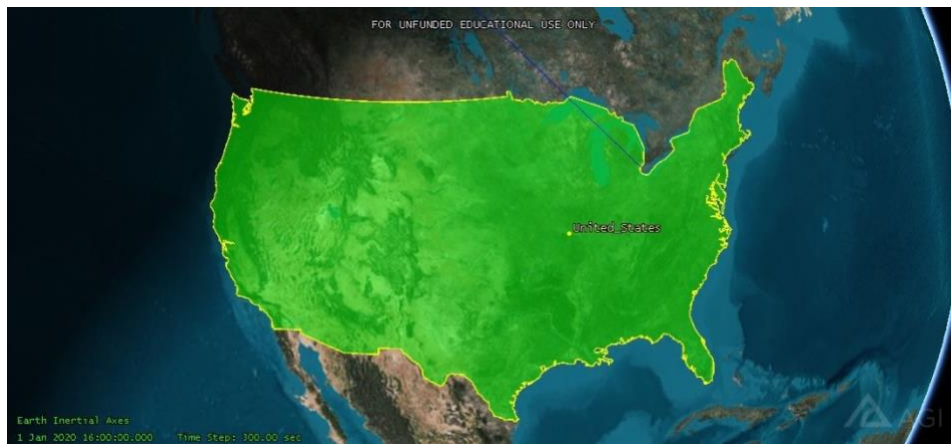 FOR UNFUNDED EDUCATIONAL USE ONLY
United_States
Earth Inertial Axes
1 Jan 2020 16:00:00.000 Time Step: 300.00 sec
AGI